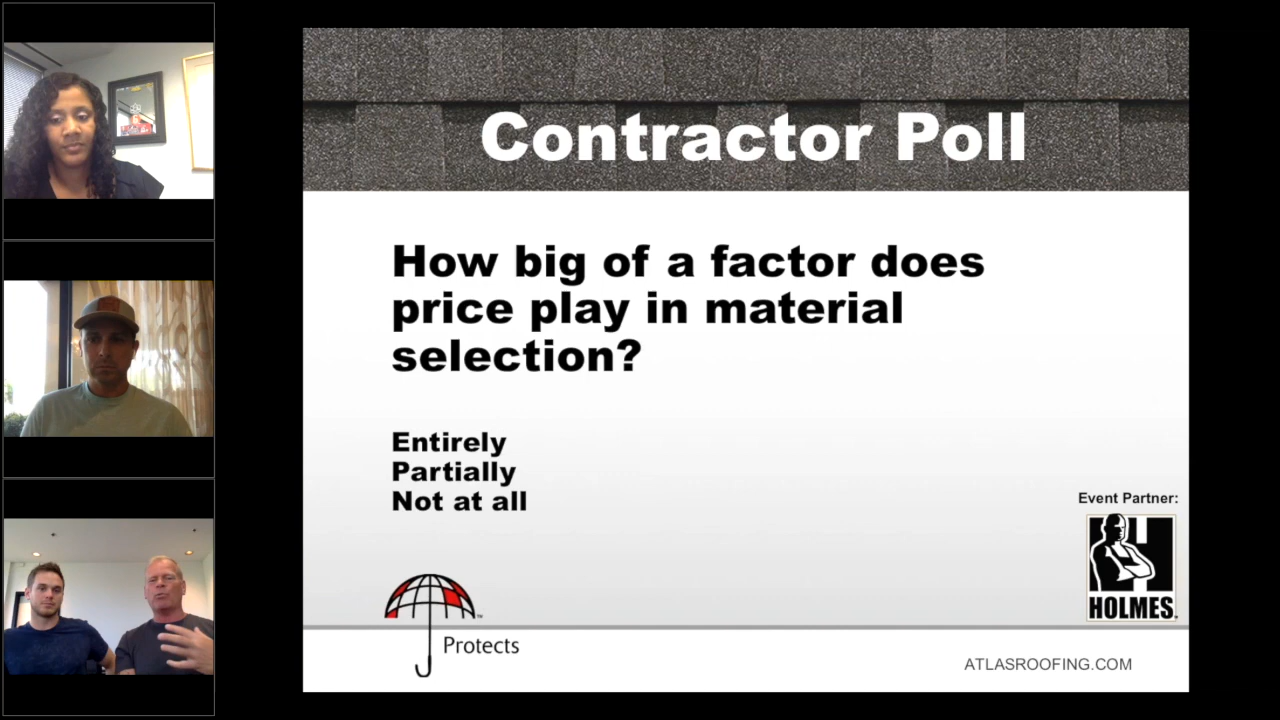 Contractor Poll
How big of a factor does
price play in material
selection?
Entirely
Partially
Not at all
Event Partner:
HOLMES
Protects
ATLASROOFING.COM